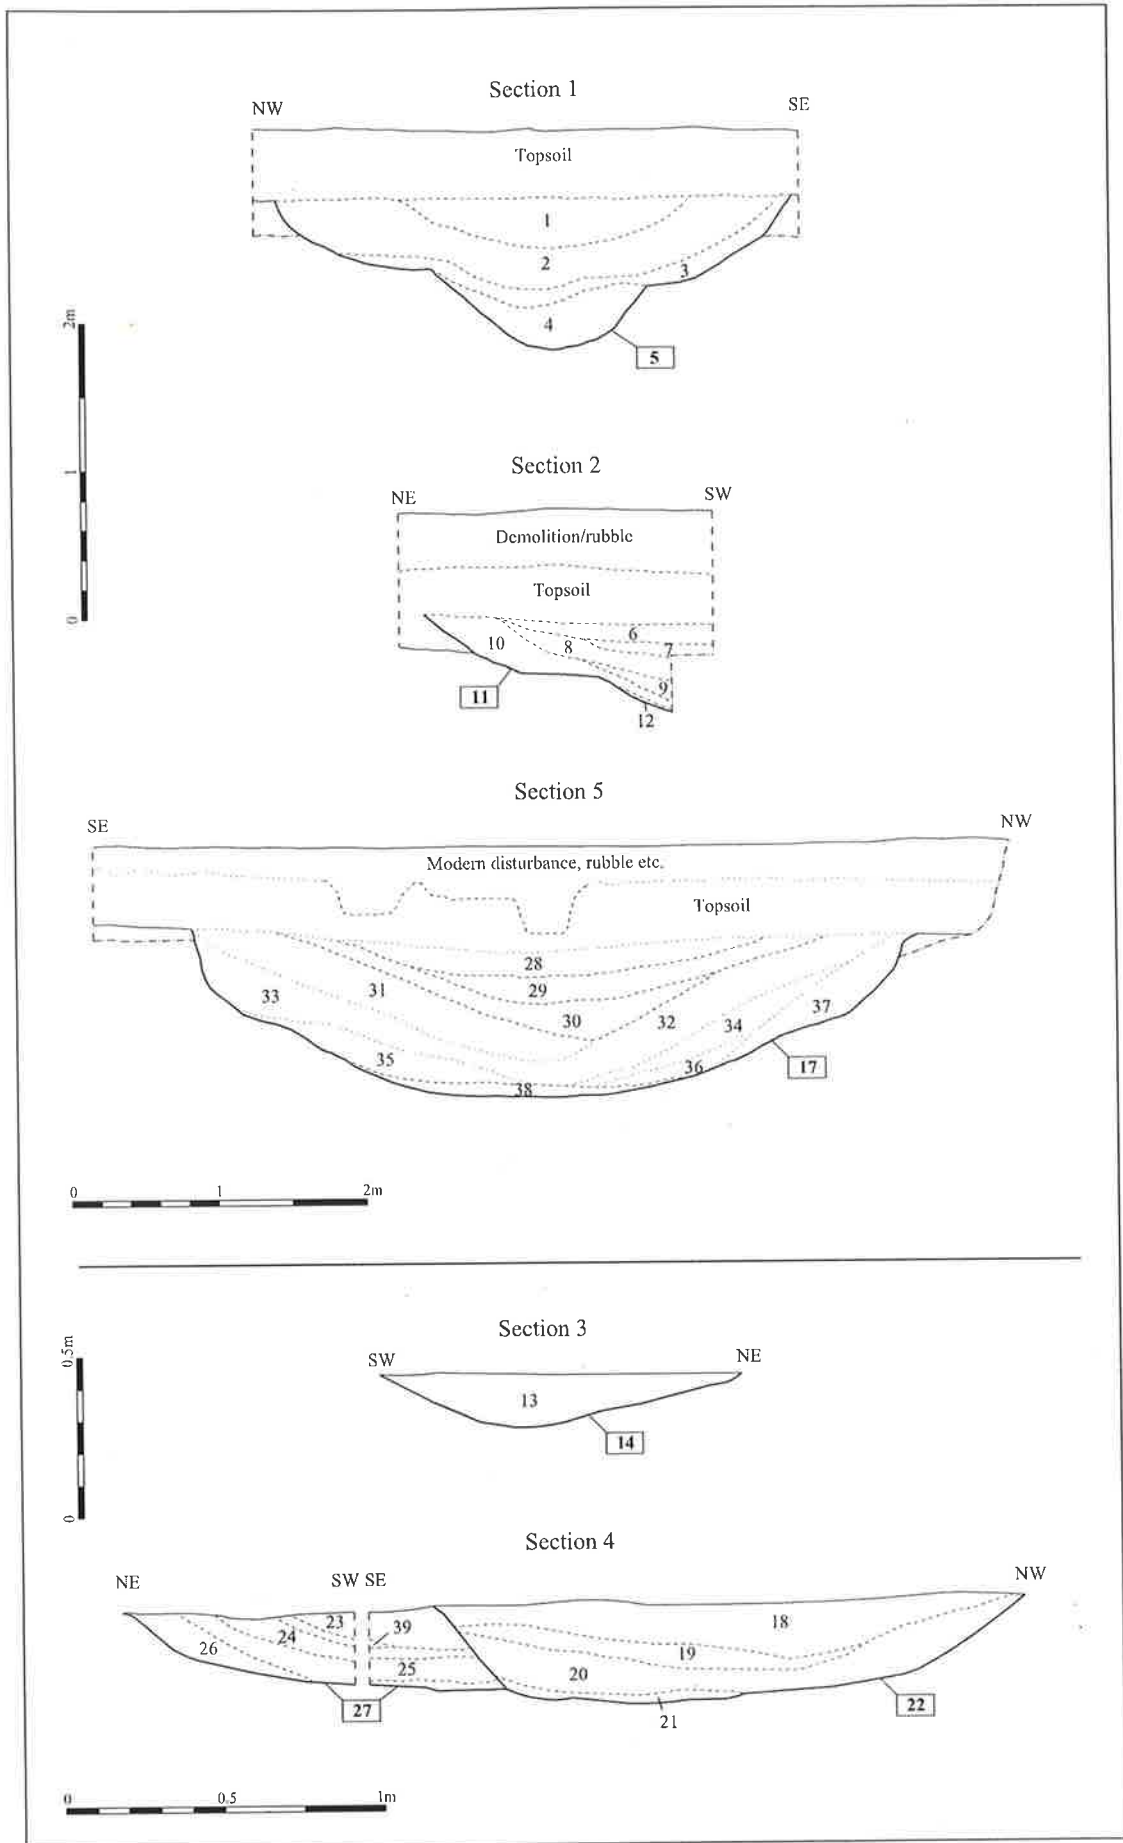 Section 1
NW
SE
Topsoil
1
2
3
4
5
2m
1
0
Section 2
NE
SW
Demolition/rubble
Topsoil
6
7
8
10
9
11
12
Section 5
SE
NW
Modern disturbance, rubble etc.
Topsoil
28
29
31
33
30
32
34
37
35
36
38
17
0
1
2m
Section 3
SW
NE
0.5m
0
13
14
Section 4
NE
SW SE
NW
23
39
18
24
26
19
25
20
27
22
21
0
0.5
1m